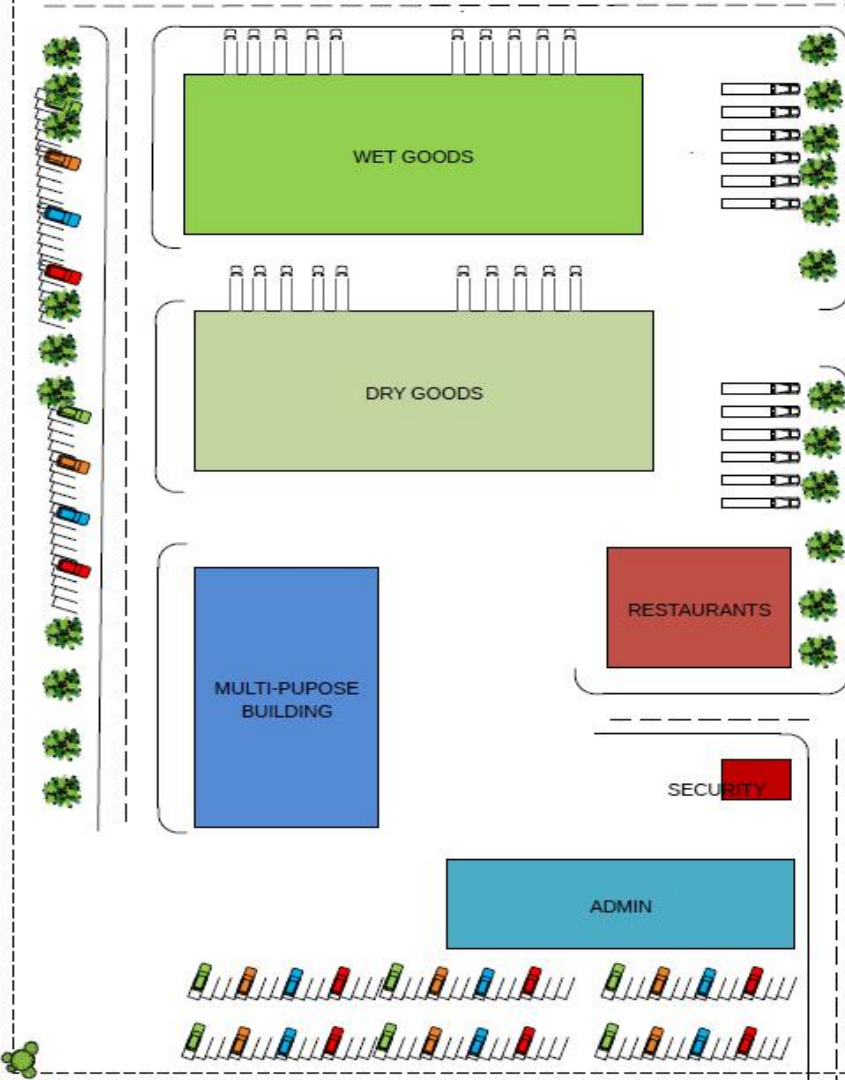 WET GOODS
DRY GOODS
RESTAURANTS
MULTI-PUPOSE
BUILDING
SECURITY
ADMIN